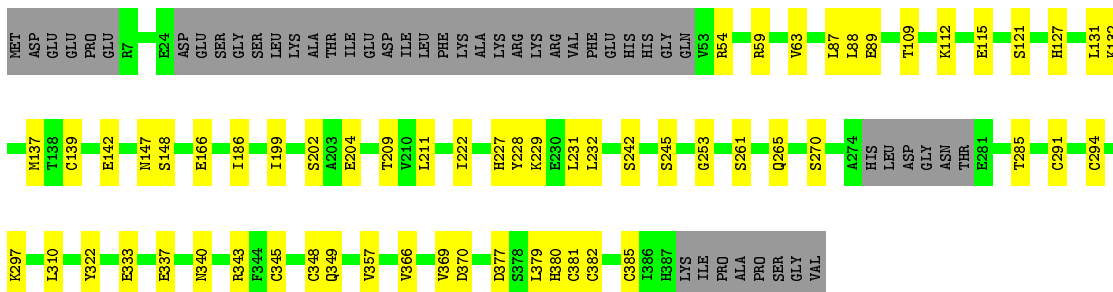 MET ASP GLU GLU PRO GLU R7 E24 ASP GLU SER GLY SER LEU LYS ALA THR ILE GLU ASP ILE LEU PHE LYS ALA LYS ARG LYS ARG VAL PHE GLU HIS HIS GLY GLN V53 R54 R59 V63 L87 L88 E89 T109 K112 E115 S121 H127 L131 K132
M137 T138 C139 E142 N147 S148 E166 I186 I199 S202 A203 E204 T209 V210 L211 I222 H227 Y228 K229 E230 L231 L232 S242 S245 G253 S261 Q265 S270 A274 HIS LEU ASP GLY ASN THR E281 T285 C291 C294
K297 L310 Y322 E333 E337 N340 R343 F344 C345 C348 Q349 V357 V366 V369 D370 D377 S378 L379 H380 C381 C382 C385 I386 H387 LYS ILE PRO ALA PRO SER GLY VAL